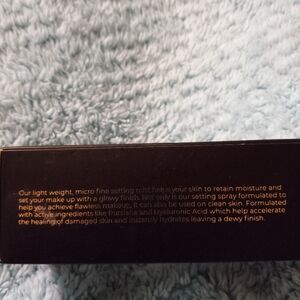 Our light weight, micro fine setting mist helps your skin to retain moisture and
set your make up with a glowy finish. Not only is our setting spray formulated to
help you achieve flawless makeup, it can also be used on clean skin. Formulated
with active ingredients like Purslane and Hyaluronic Acid which help accelerate
the healing of damaged skin and instantly hydrates leaving a dewy finish.